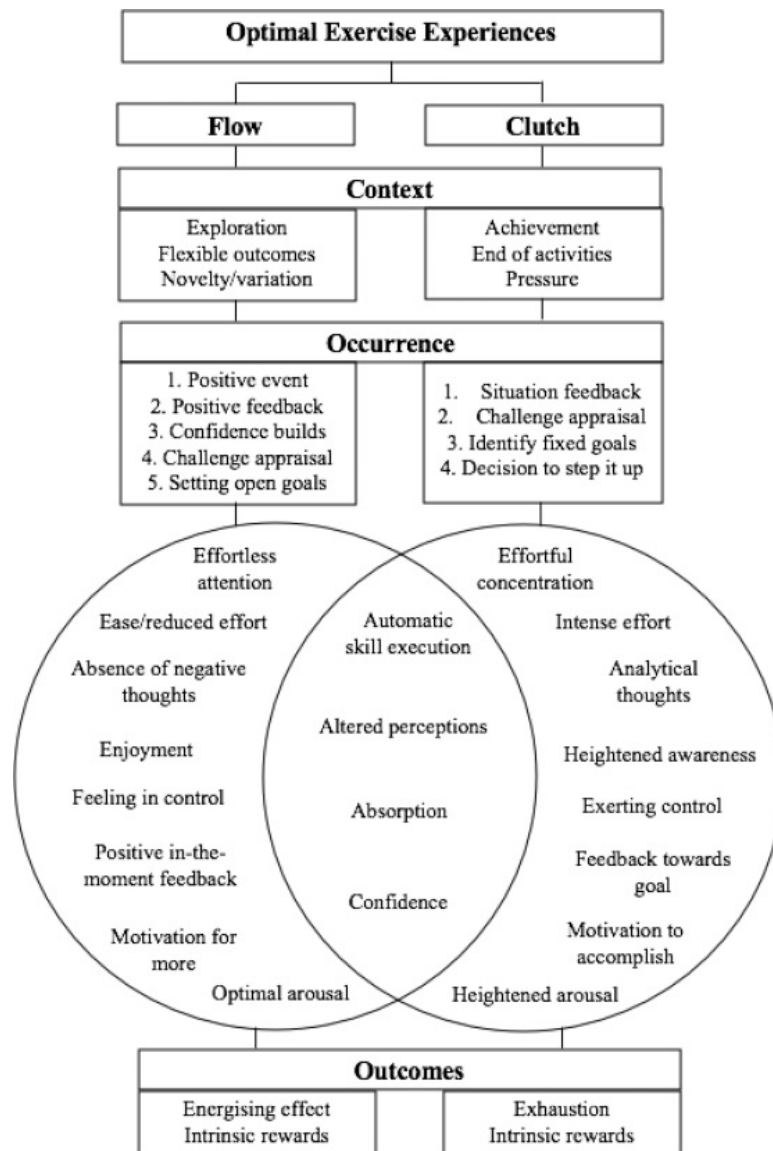 Optimal Exercise Experiences
Flow
Clutch
Context
Exploration
Flexible outcomes
Novelty/variation
Achievement
End of activities
Pressure
Occurrence
1. Positive event
2. Positive feedback
3. Confidence builds
4. Challenge appraisal
5. Setting open goals
1. Situation feedback
2. Challenge appraisal
3. Identify fixed goals
4. Decision to step it up
Effortless
attention
Ease/reduced effort
Absence of negative
thoughts
Enjoyment
Feeling in control
Positive in-the-
moment feedback
Motivation for
more
Optimal arousal
Automatic
skill execution
Altered perceptions
Absorption
Confidence
Effortful
concentration
Intense effort
Analytical
thoughts
Heightened awareness
Exerting control
Feedback towards
goal
Motivation to
accomplish
Heightened arousal
Outcomes
Energising effect
Intrinsic rewards
Exhaustion
Intrinsic rewards